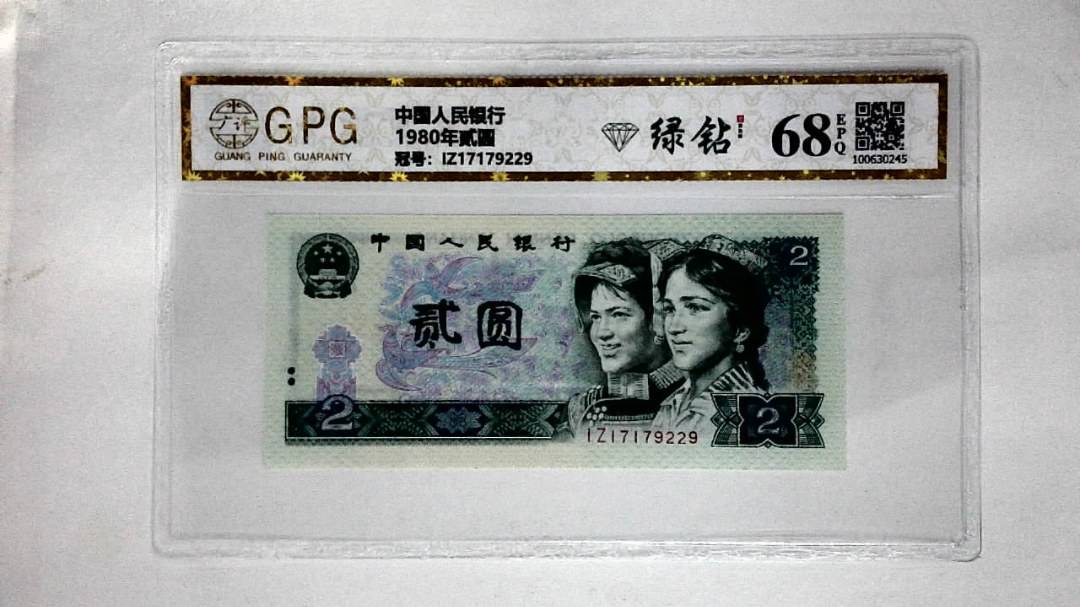 GPG
GUANG PING GUARANTY
中国人民银行
1980年贰圆
冠号: IZ17179229
绿钻
68
EPQ
100630245
中国人民银行
2
贰圆
2
IZ17179229
2